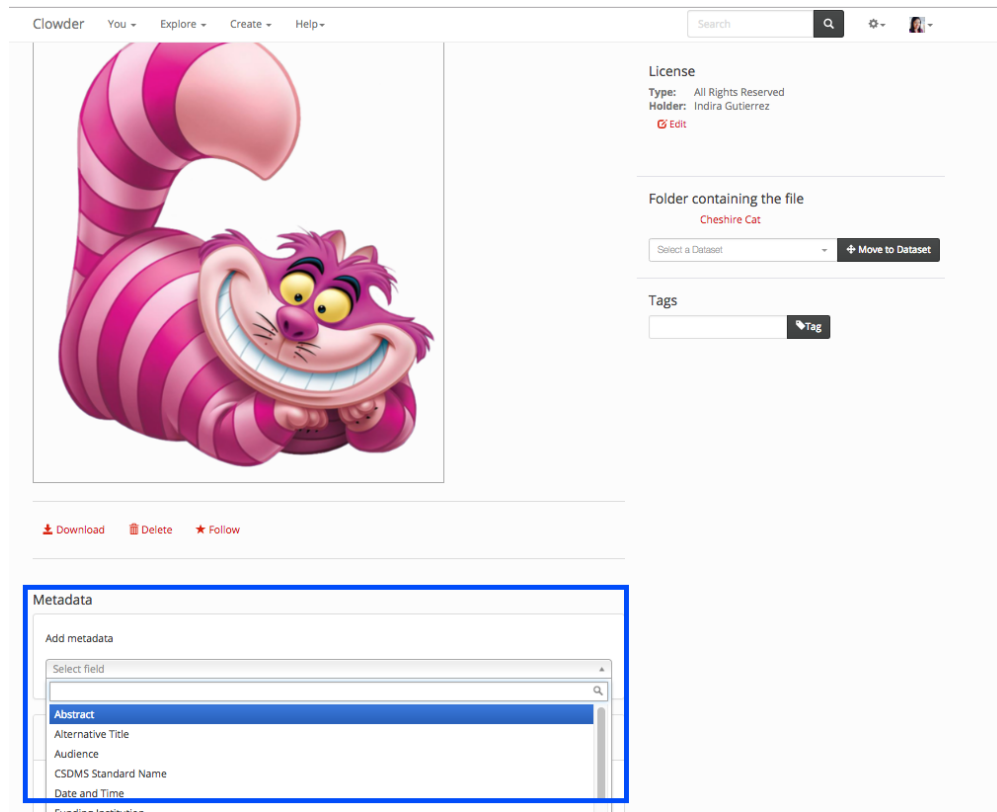 Clowder You Explore Create Help Search
License
Type: All Rights Reserved
Holder: Indira Gutierrez
Edit
Folder containing the file
Cheshire Cat
Select a Dataset Move to Dataset
Tags
Tag
Download Delete Follow
Metadata
Add metadata
Select field
Abstract
Alternative Title
Audience
CSDMS Standard Name
Date and Time
Funding Institution